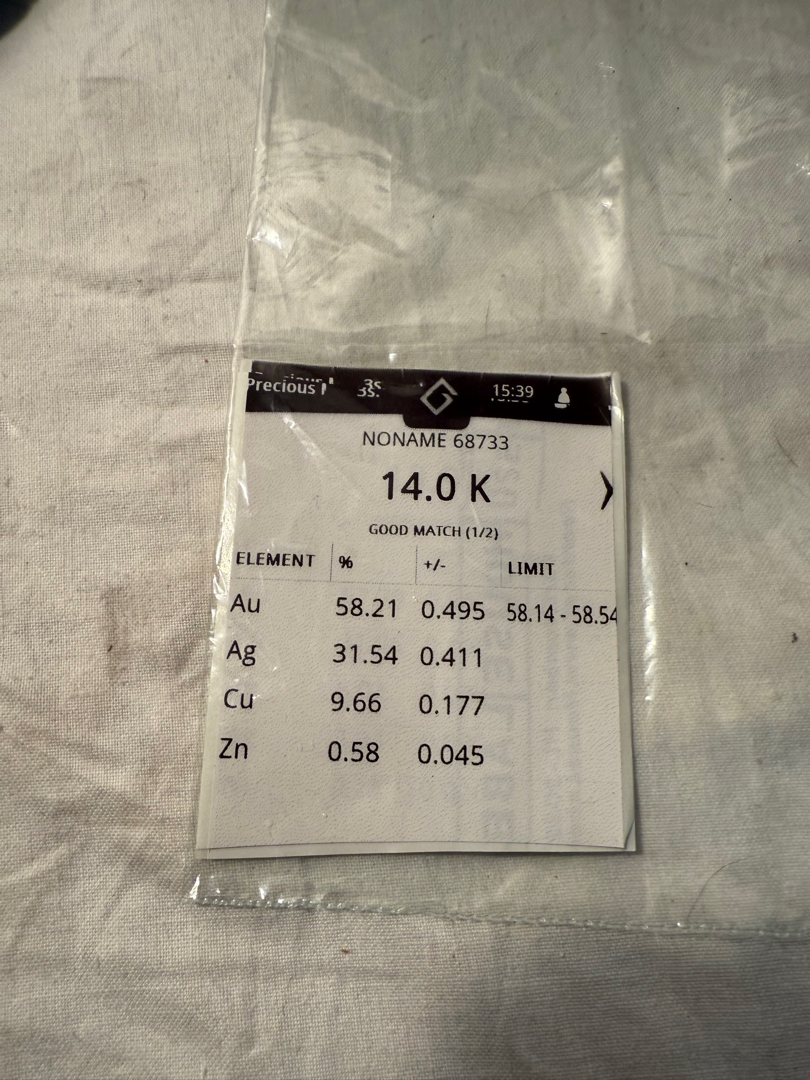 Precious 3s. 15:39
NONAME 68733
14.0 K
GOOD MATCH (1/2)
ELEMENT % +/- LIMIT
Au 58.21 0.495 58.14 - 58.54
Ag 31.54 0.411
Cu 9.66 0.177
Zn 0.58 0.045